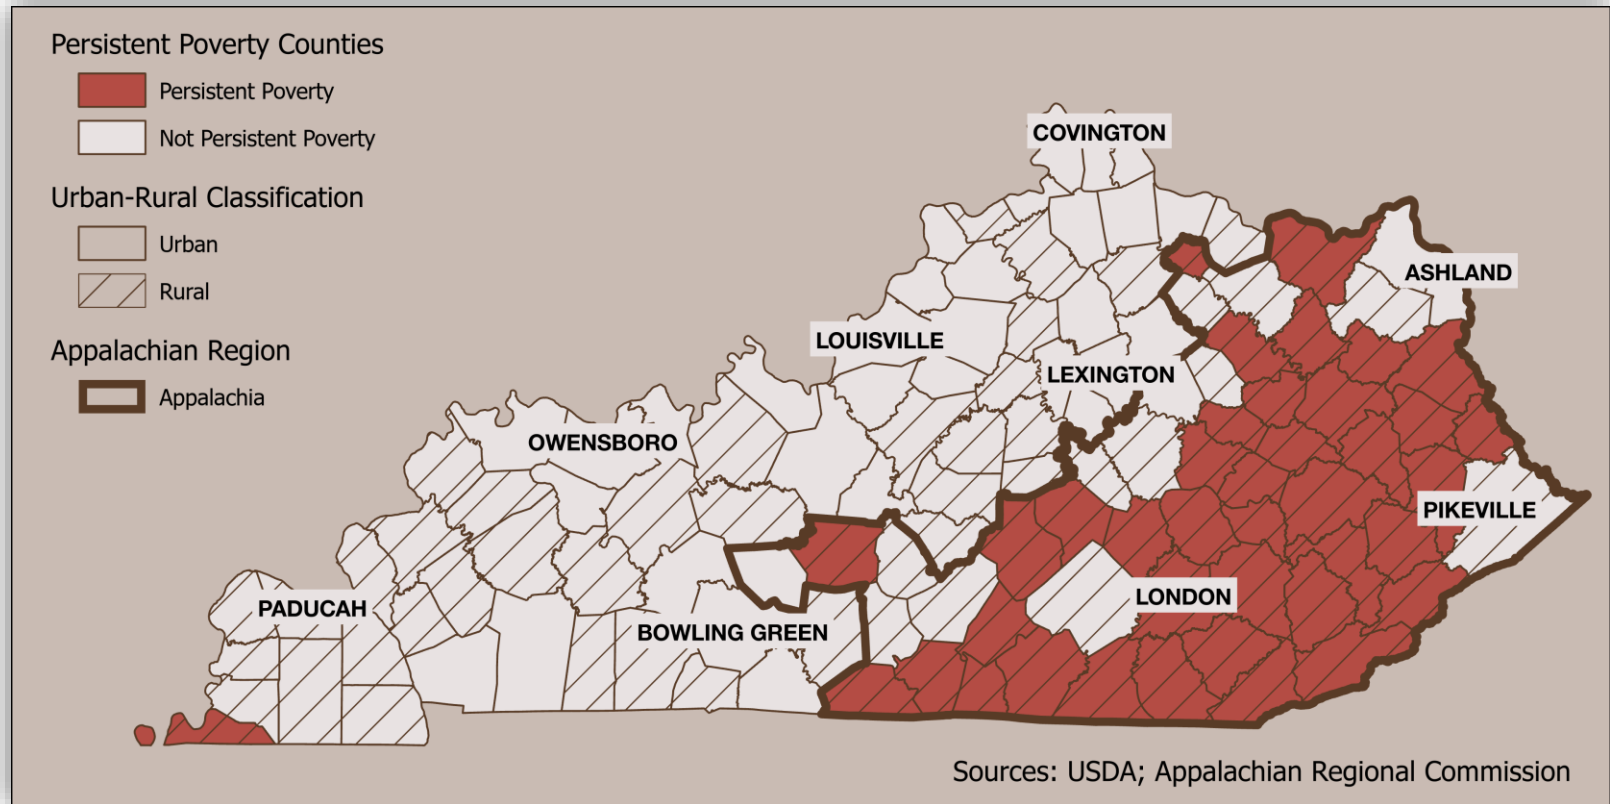 Persistent Poverty Counties
Persistent Poverty
Not Persistent Poverty
Urban-Rural Classification
Urban
Rural
Appalachian Region
Appalachia
COVINGTON
ASHLAND
LOUISVILLE
LEXINGTON
OWENSBORO
PIKEVILLE
LONDON
PADUCAH
BOWLING GREEN
Sources: USDA; Appalachian Regional Commission